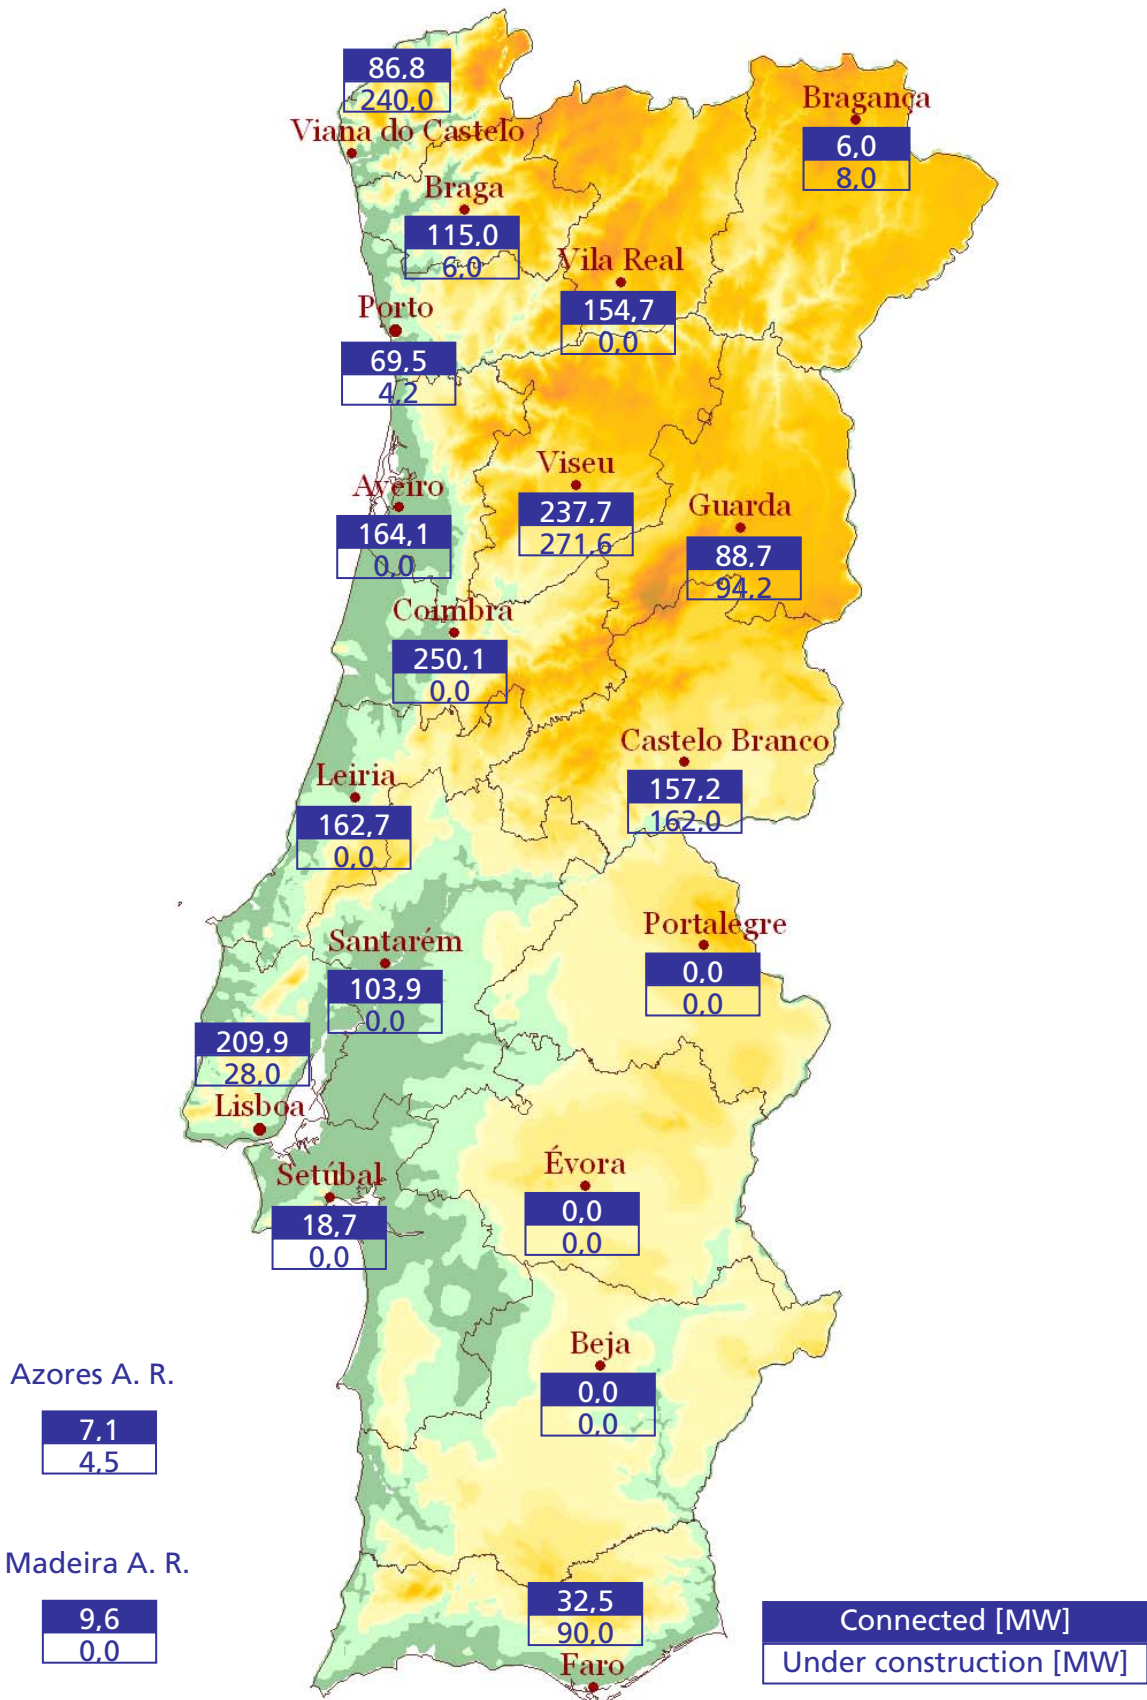 86,8
240,0
Viana do Castelo
Bragança
6,0
8,0
Braga
115,0
6,0
Vila Real
154,7
0,0
Porto
69,5
4,2
Viseu
237,7
271,6
Aveiro
164,1
0,0
Guarda
88,7
94,2
Coimbra
250,1
0,0
Castelo Branco
157,2
162,0
Leiria
162,7
0,0
Portalegre
0,0
0,0
Santarém
103,9
0,0
209,9
28,0
Lisboa
Évora
0,0
0,0
Setúbal
18,7
0,0
Beja
0,0
0,0
Azores A. R.
7,1
4,5
Madeira A. R.
9,6
0,0
32,5
90,0
Faro
Connected [MW]
Under construction [MW]